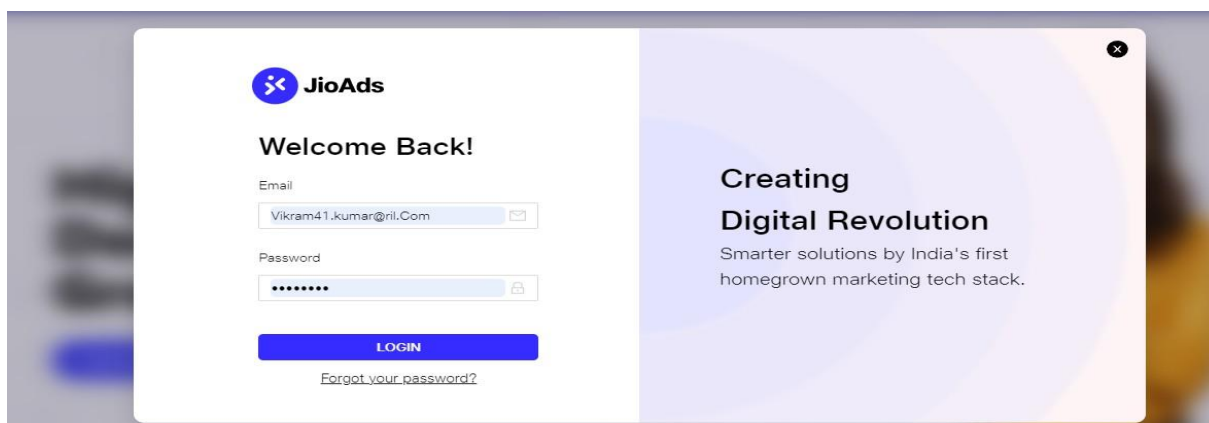 JioAds
Welcome Back!
Email
Vikram41.kumar@ril.Com
Password
••••••••
LOGIN
Forgot your password?
Creating
Digital Revolution
Smarter solutions by India's first
homegrown marketing tech stack.